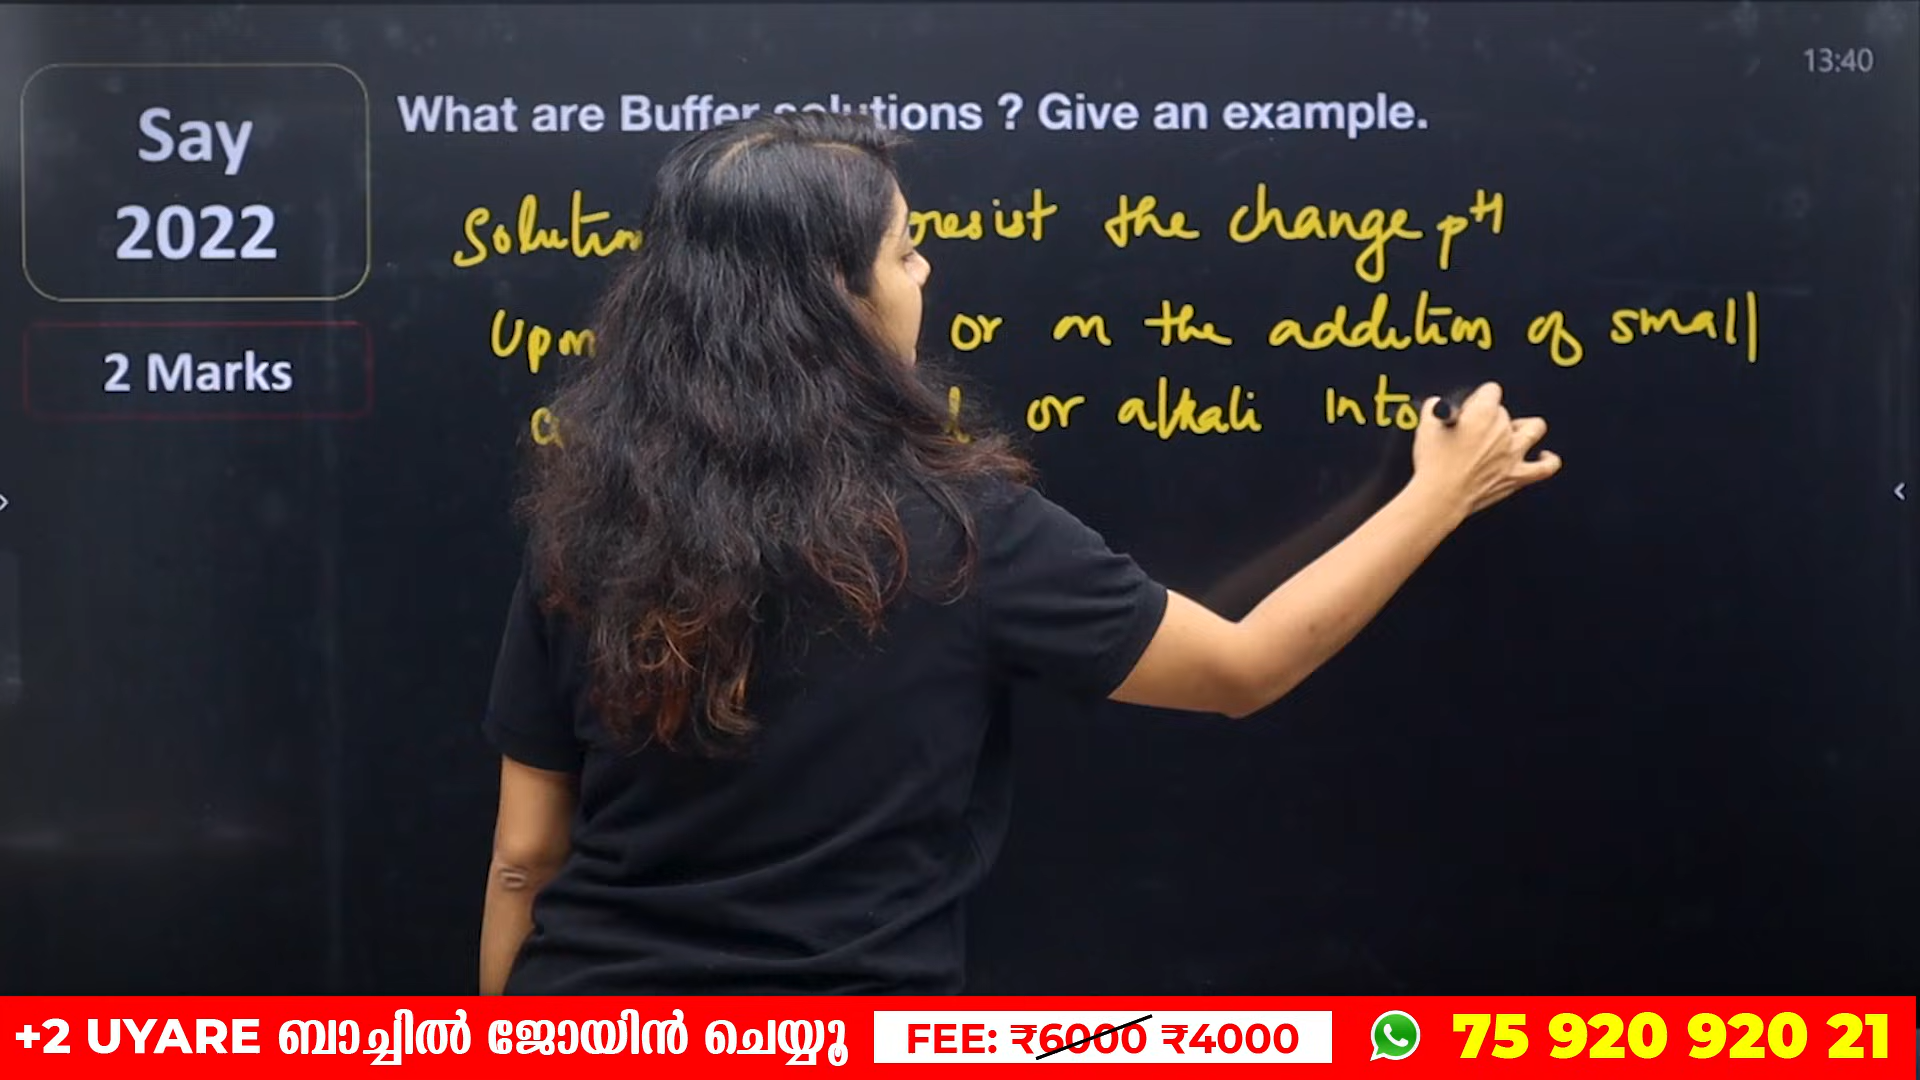 13:40
Say
2022
2 Marks
What are Buffer solutions ? Give an example.
Solution resist the change pH
Upon or on the addition of small
or alkali into
+2 UYARE ബാച്ചിൽ ജോയിൻ ചെയ്യൂ
FEE: ₹6000 ₹4000
75 920 920 21